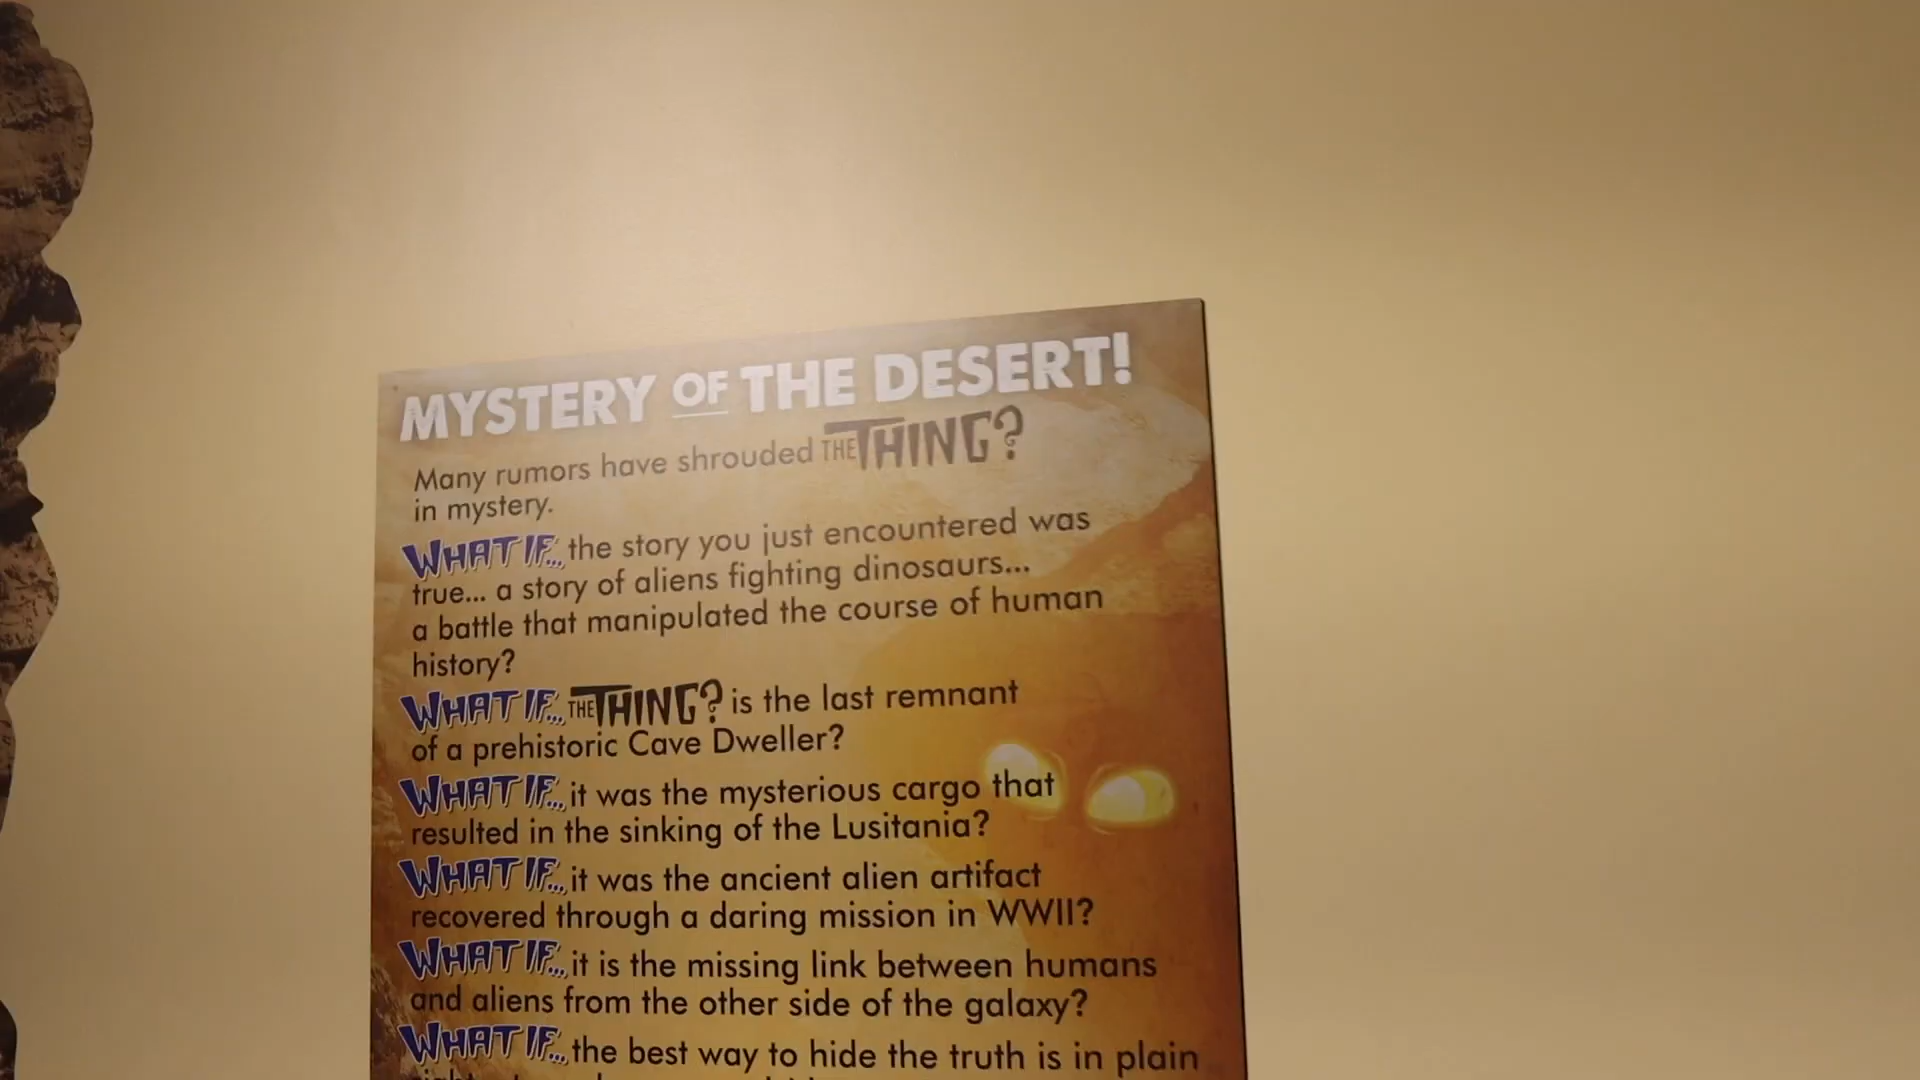 MYSTERY OF THE DESERT!
Many rumors have shrouded THE THING?
in mystery.
WHAT IF... the story you just encountered was
true... a story of aliens fighting dinosaurs...
a battle that manipulated the course of human
history?
WHAT IF... THE THING? is the last remnant
of a prehistoric Cave Dweller?
WHAT IF... it was the mysterious cargo that
resulted in the sinking of the Lusitania?
WHAT IF... it was the ancient alien artifact
recovered through a daring mission in WWII?
WHAT IF... it is the missing link between humans
and aliens from the other side of the galaxy?
WHAT IF... the best way to hide the truth is in plain